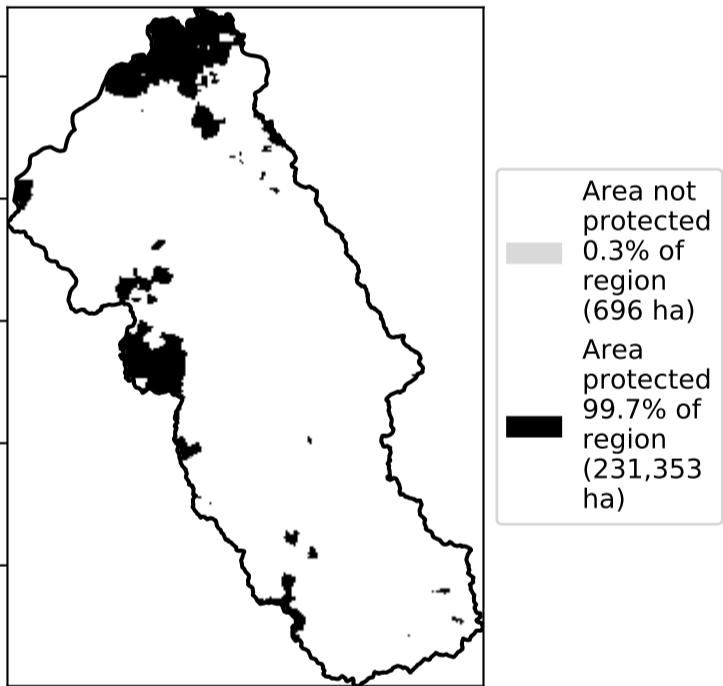 Area not
protected
0.3% of
region
(696 ha)
Area
protected
99.7% of
region
(231,353
ha)